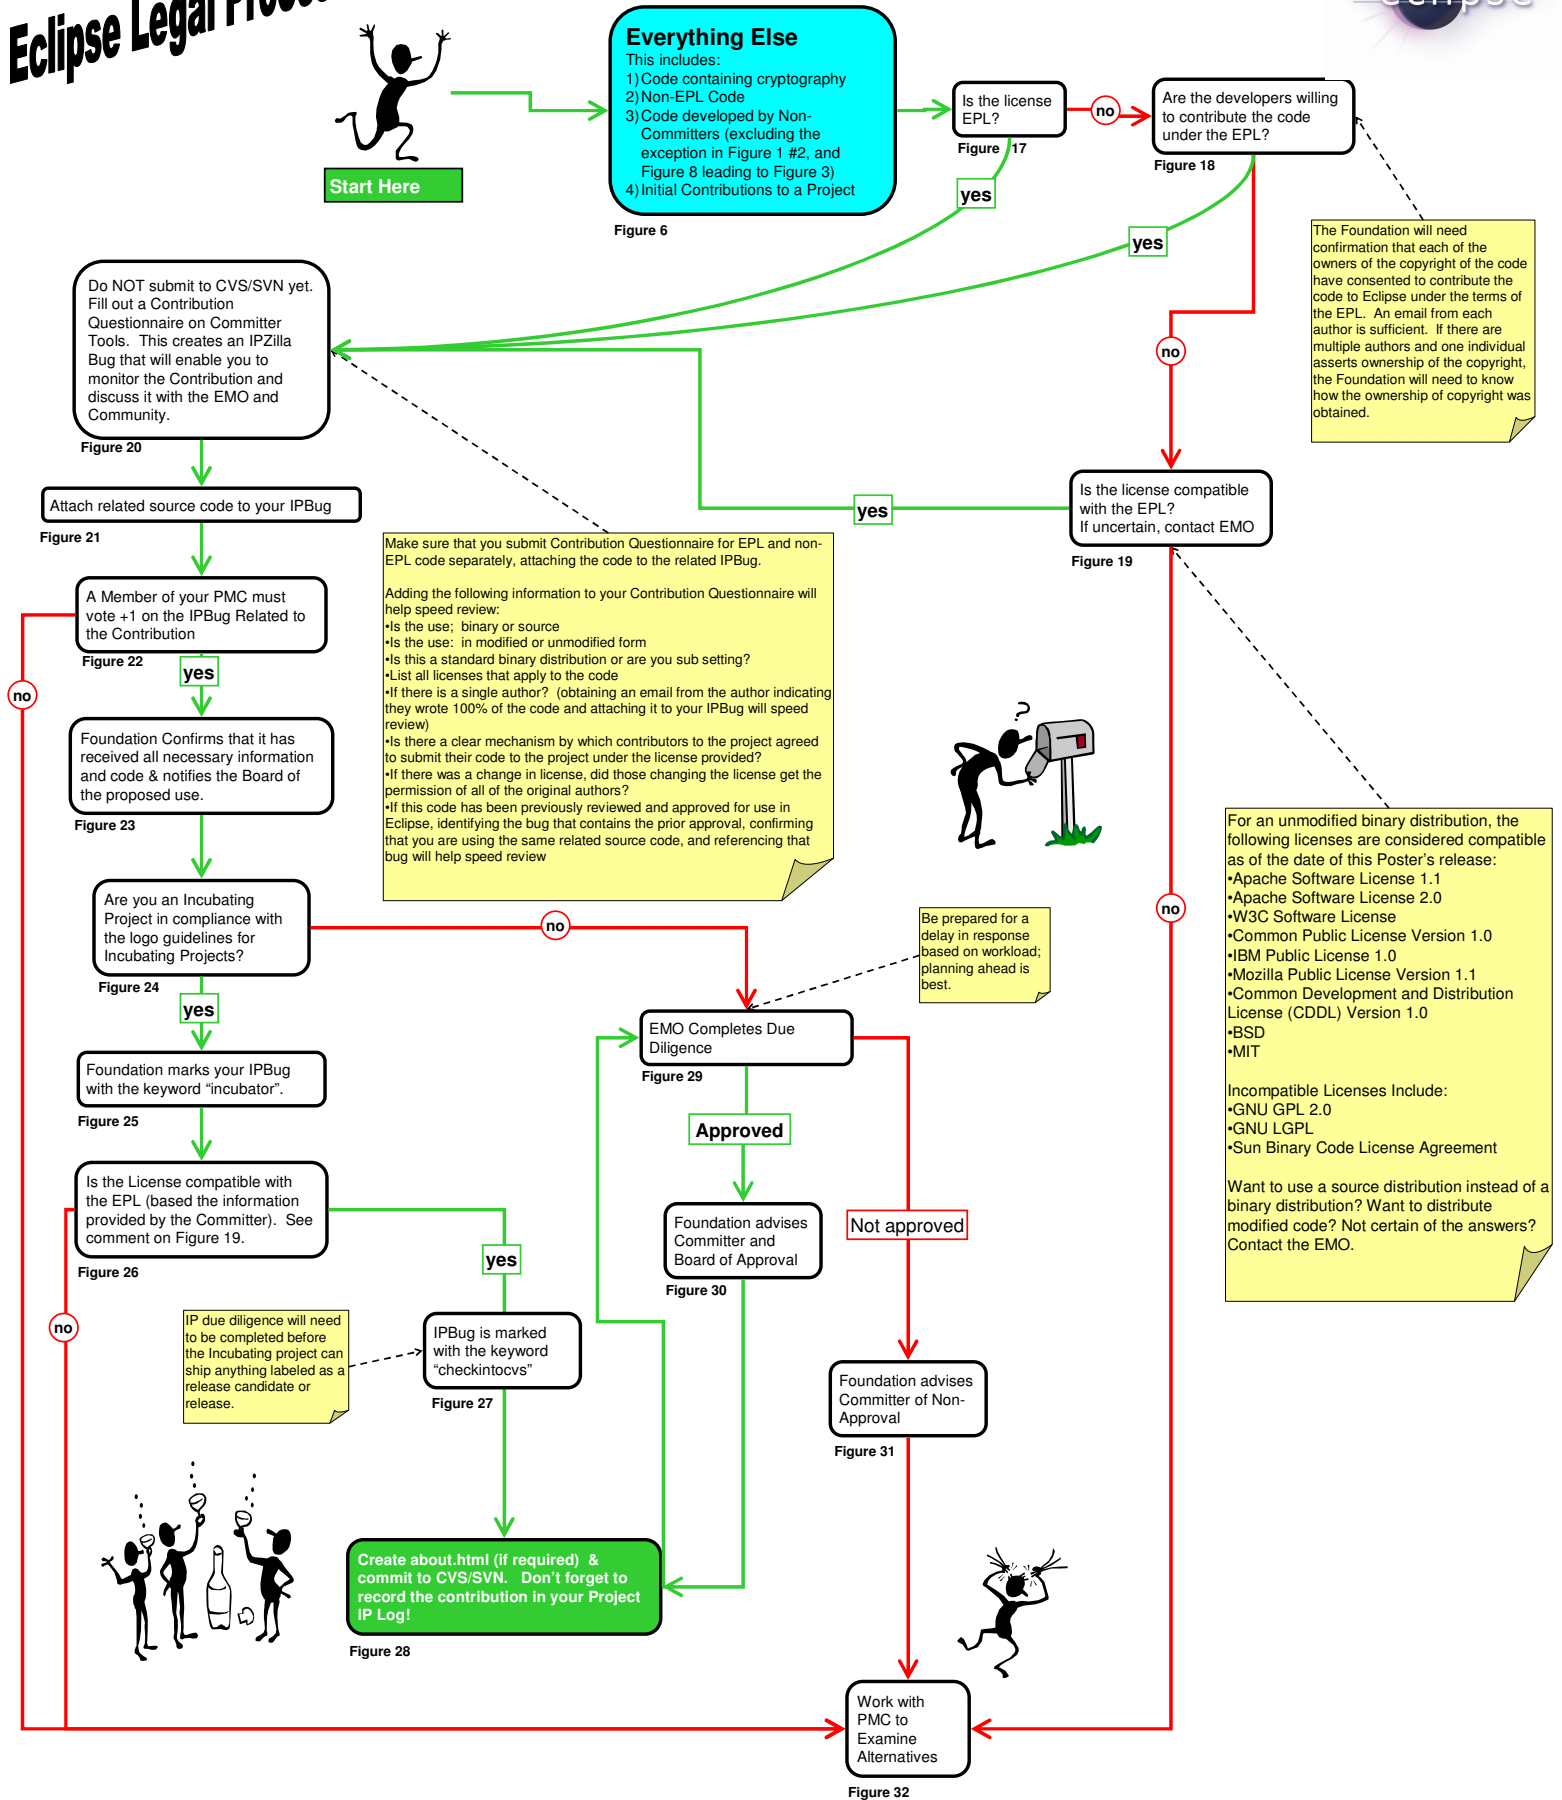 Eclipse Legal Process
eclipse
Start Here
Everything Else
This includes:
1) Code containing cryptography
2) Non-EPL Code
3) Code developed by Non-
Committers (excluding the
exception in Figure 1 #2, and
Figure 8 leading to Figure 3)
4) Initial Contributions to a Project
Figure 6
Is the license
EPL?
Figure 17
no
yes
Are the developers willing
to contribute the code
under the EPL?
Figure 18
yes
no
The Foundation will need
confirmation that each of the
owners of the copyright of the code
have consented to contribute the
code to Eclipse under the terms of
the EPL. An email from each
author is sufficient. If there are
multiple authors and one individual
asserts ownership of the copyright,
the Foundation will need to know
how the ownership of copyright was
obtained.
Do NOT submit to CVS/SVN yet.
Fill out a Contribution
Questionnaire on Committer
Tools. This creates an IPZilla
Bug that will enable you to
monitor the Contribution and
discuss it with the EMO and
Community.
Figure 20
Is the license compatible
with the EPL?
If uncertain, contact EMO
Figure 19
yes
no
Attach related source code to your IPBug
Figure 21
Make sure that you submit Contribution Questionnaire for EPL and non-
EPL code separately, attaching the code to the related IPBug.
Adding the following information to your Contribution Questionnaire will
help speed review:
•Is the use; binary or source
•Is the use: in modified or unmodified form
•Is this a standard binary distribution or are you sub setting?
•List all licenses that apply to the code
•If there is a single author? (obtaining an email from the author indicating
they wrote 100% of the code and attaching it to your IPBug will speed
review)
•Is there a clear mechanism by which contributors to the project agreed
to submit their code to the project under the license provided?
•If there was a change in license, did those changing the license get the
permission of all of the original authors?
•If this code has been previously reviewed and approved for use in
Eclipse, identifying the bug that contains the prior approval, confirming
that you are using the same related source code, and referencing that
bug will help speed review
A Member of your PMC must
vote +1 on the IPBug Related to
the Contribution
Figure 22
yes
no
Foundation Confirms that it has
received all necessary information
and code & notifies the Board of
the proposed use.
Figure 23
?
For an unmodified binary distribution, the
following licenses are considered compatible
as of the date of this Poster's release:
•Apache Software License 1.1
•Apache Software License 2.0
•W3C Software License
•Common Public License Version 1.0
•IBM Public License 1.0
•Mozilla Public License Version 1.1
•Common Development and Distribution
License (CDDL) Version 1.0
•BSD
•MIT
Incompatible Licenses Include:
•GNU GPL 2.0
•GNU LGPL
•Sun Binary Code License Agreement
Want to use a source distribution instead of a
binary distribution? Want to distribute
modified code? Not certain of the answers?
Contact the EMO.
Are you an Incubating
Project in compliance with
the logo guidelines for
Incubating Projects?
Figure 24
no
yes
Be prepared for a
delay in response
based on workload;
planning ahead is
best.
EMO Completes Due
Diligence
Figure 29
Approved
Not approved
Foundation marks your IPBug
with the keyword “incubator”.
Figure 25
Is the License compatible with
the EPL (based the information
provided by the Committer). See
comment on Figure 19.
Figure 26
yes
no
Foundation advises
Committer and
Board of Approval
Figure 30
IP due diligence will need
to be completed before
the Incubating project can
ship anything labeled as a
release candidate or
release.
IPBug is marked
with the keyword
“checkintocvs”
Figure 27
Foundation advises
Committer of Non-
Approval
Figure 31
Create about.html (if required) &
commit to CVS/SVN. Don't forget to
record the contribution in your Project
IP Log!
Figure 28
Work with
PMC to
Examine
Alternatives
Figure 32